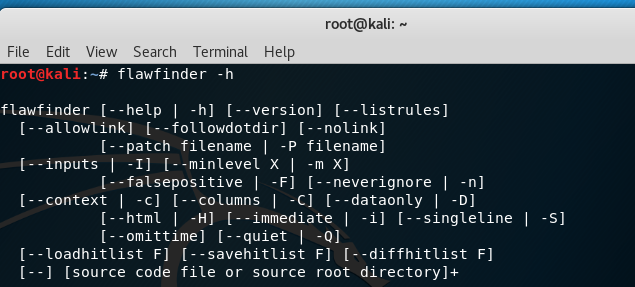 root@kali: ~
File Edit View Search Terminal Help
root@kali:~# flawfinder -h
flawfinder [--help | -h] [--version] [--listrules]
[--allowlink] [--followdotdir] [--nolink]
[--patch filename | -P filename]
[--inputs | -I] [--minlevel X | -m X]
[--falsepositive | -F] [--neverignore | -n]
[--context | -c] [--columns | -C] [--dataonly | -D]
[--html | -H] [--immediate | -i] [--singleline | -S]
[--omittime] [--quiet | -Q]
[--loadhitlist F] [--savehitlist F] [--diffhitlist F]
[--] [source code file or source root directory]+